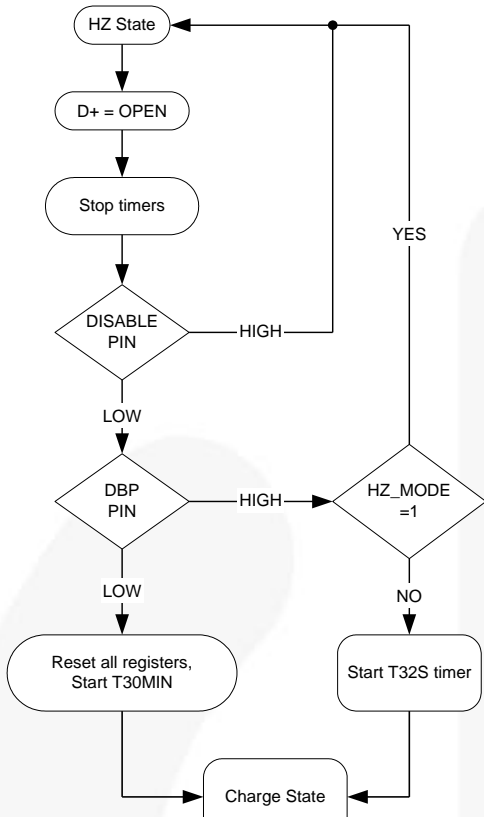 HZ State
D+ = OPEN
Stop timers
YES
DISABLE
PIN
HIGH
LOW
DBP
PIN
HIGH
HZ_MODE
=1
LOW
NO
Reset all registers,
Start T30MIN
Start T32S timer
Charge State